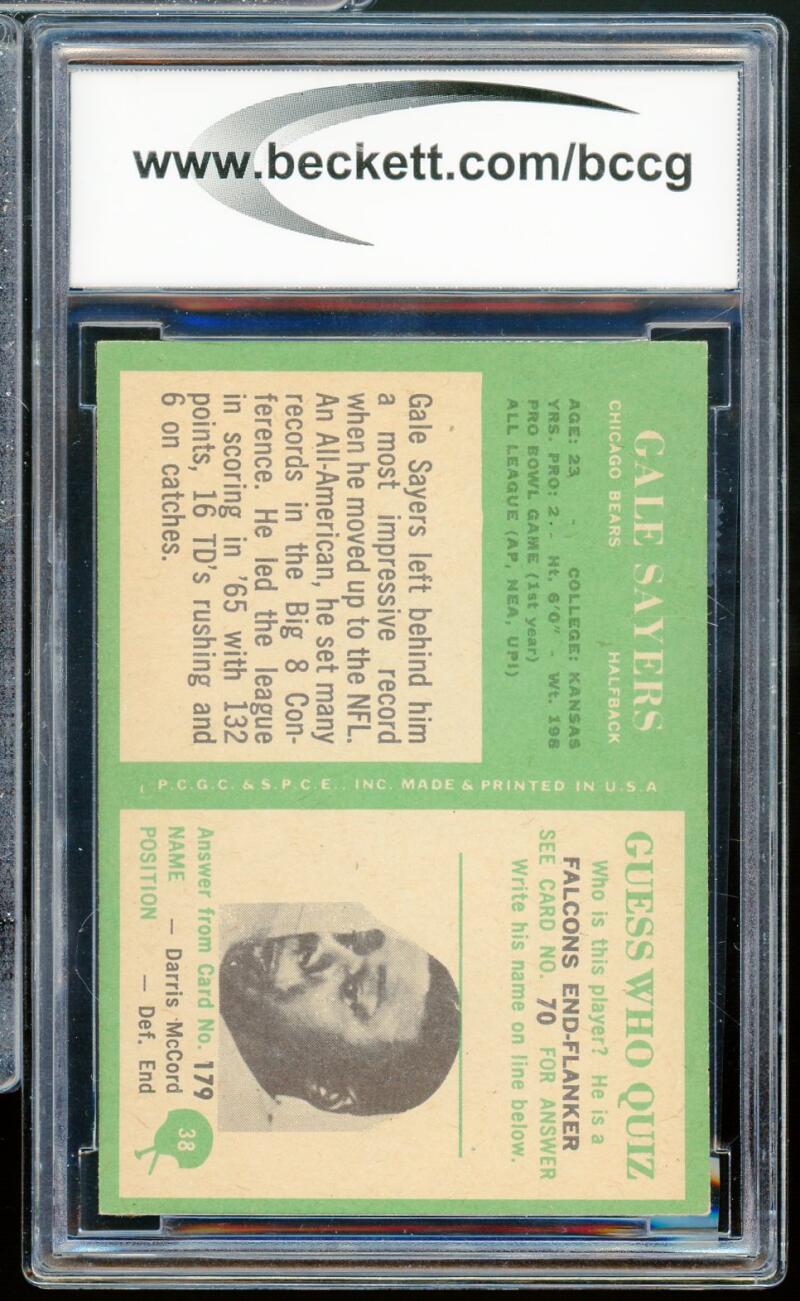 www.beckett.com/bccg
GALE SAYERS
CHICAGO BEARS HALFBACK
AGE: 23 - COLLEGE: KANSAS
YRS. PRO: 2 - Ht. 6'0" - Wt. 198
PRO BOWL GAME (1st year)
ALL LEAGUE (AP, NEA, UPI)
Gale Sayers left behind him
a most impressive record
when he moved up to the NFL.
An All-American, he set many
records in the Big 8 Con-
ference. He led the league
in scoring in '65 with 132
points, 16 TD's rushing and
6 on catches.
P.C.G.C. & S.P.C.E., INC. MADE & PRINTED IN U.S.A
GUESS WHO QUIZ
Who is this player? He is a
FALCONS END-FLANKER
SEE CARD NO. 70 FOR ANSWER
Write his name on line below.
Answer from Card No. 179
NAME — Darris McCord
POSITION — Def. End
38